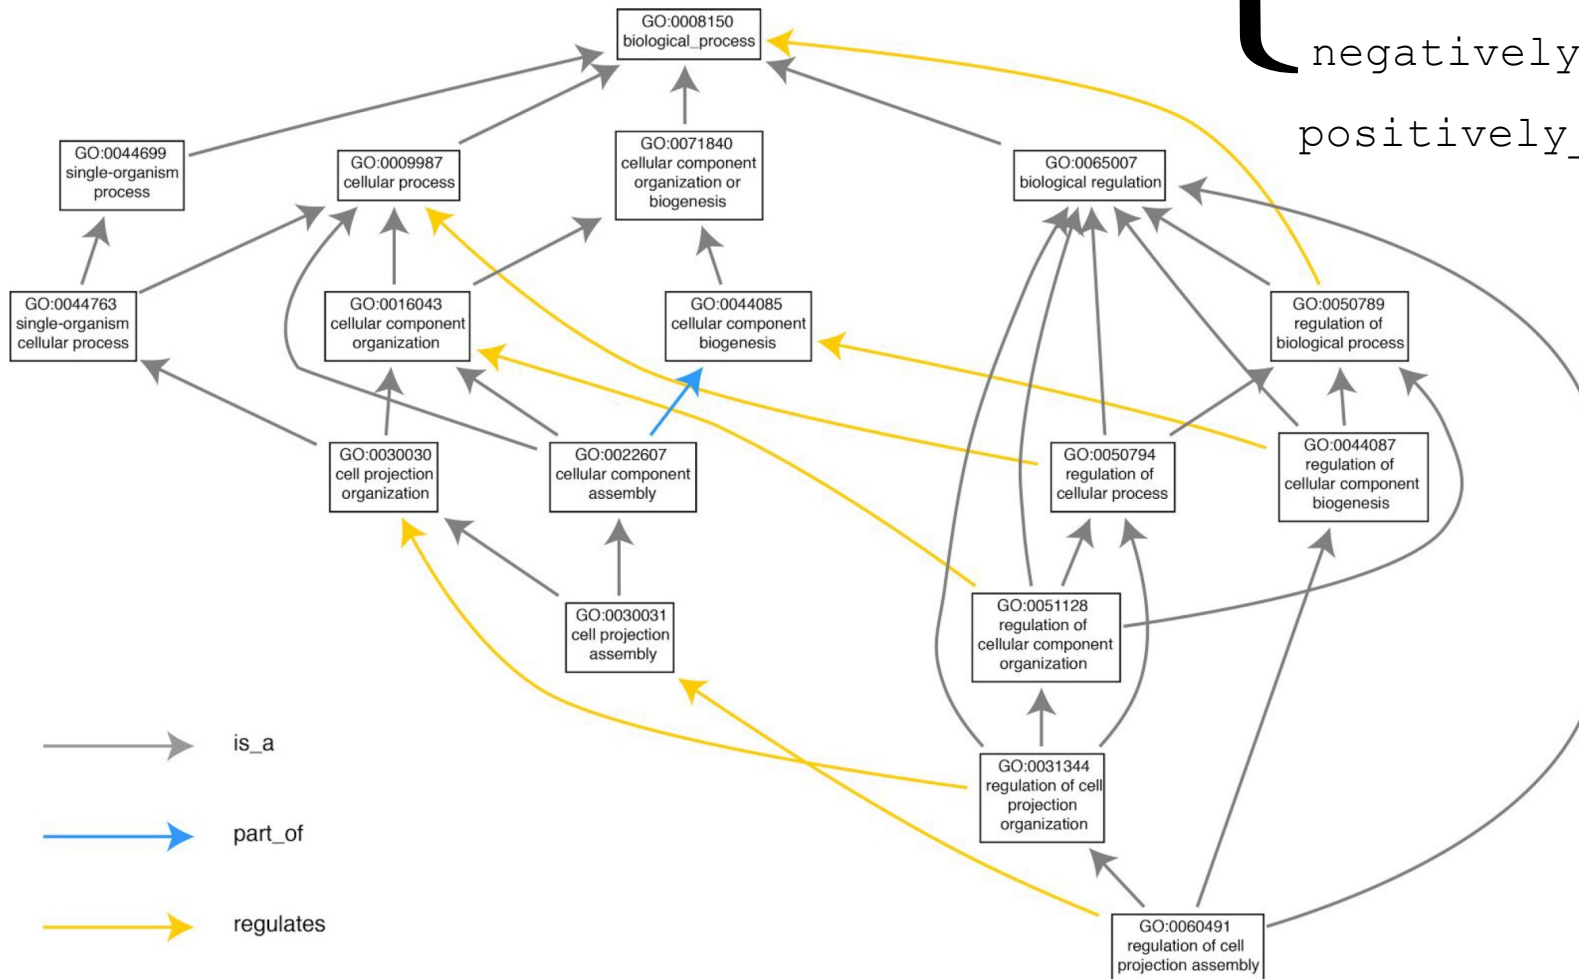 GO:0008150
biological_process
negatively
positively_
GO:0044699
single-organism
process
GO:0009987
cellular process
GO:0071840
cellular component
organization or
biogenesis
GO:0065007
biological regulation
GO:0044763
single-organism
cellular process
GO:0016043
cellular component
organization
GO:0044085
cellular component
biogenesis
GO:0050789
regulation of
biological process
GO:0030030
cell projection
organization
GO:0022607
cellular component
assembly
GO:0050794
regulation of
cellular process
GO:0044087
regulation of
cellular component
biogenesis
GO:0030031
cell projection
assembly
GO:0051128
regulation of
cellular component
organization
GO:0031344
regulation of cell
projection
organization
GO:0060491
regulation of cell
projection assembly
is_a
part_of
regulates